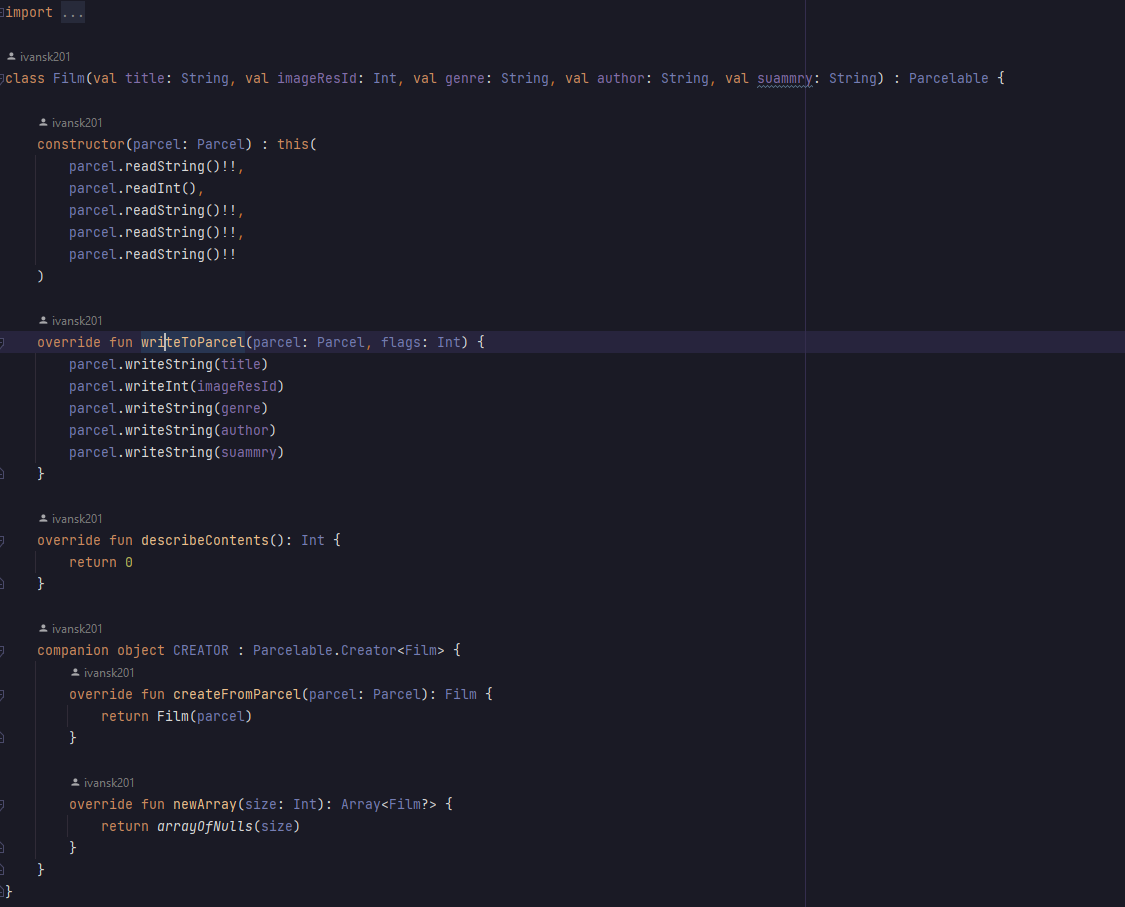 import ...
ivansk201
class Film(val title: String, val imageResId: Int, val genre: String, val author: String, val suammry: String) : Parcelable {
ivansk201
constructor(parcel: Parcel) : this(
parcel.readString()!!,
parcel.readInt(),
parcel.readString()!!,
parcel.readString()!!,
parcel.readString()!!
)
ivansk201
override fun writeToParcel(parcel: Parcel, flags: Int) {
parcel.writeString(title)
parcel.writeInt(imageResId)
parcel.writeString(genre)
parcel.writeString(author)
parcel.writeString(suammry)
}
ivansk201
override fun describeContents(): Int {
return 0
}
ivansk201
companion object CREATOR : Parcelable.Creator<Film> {
ivansk201
override fun createFromParcel(parcel: Parcel): Film {
return Film(parcel)
}
ivansk201
override fun newArray(size: Int): Array<Film?> {
return arrayOfNulls(size)
}
}
}